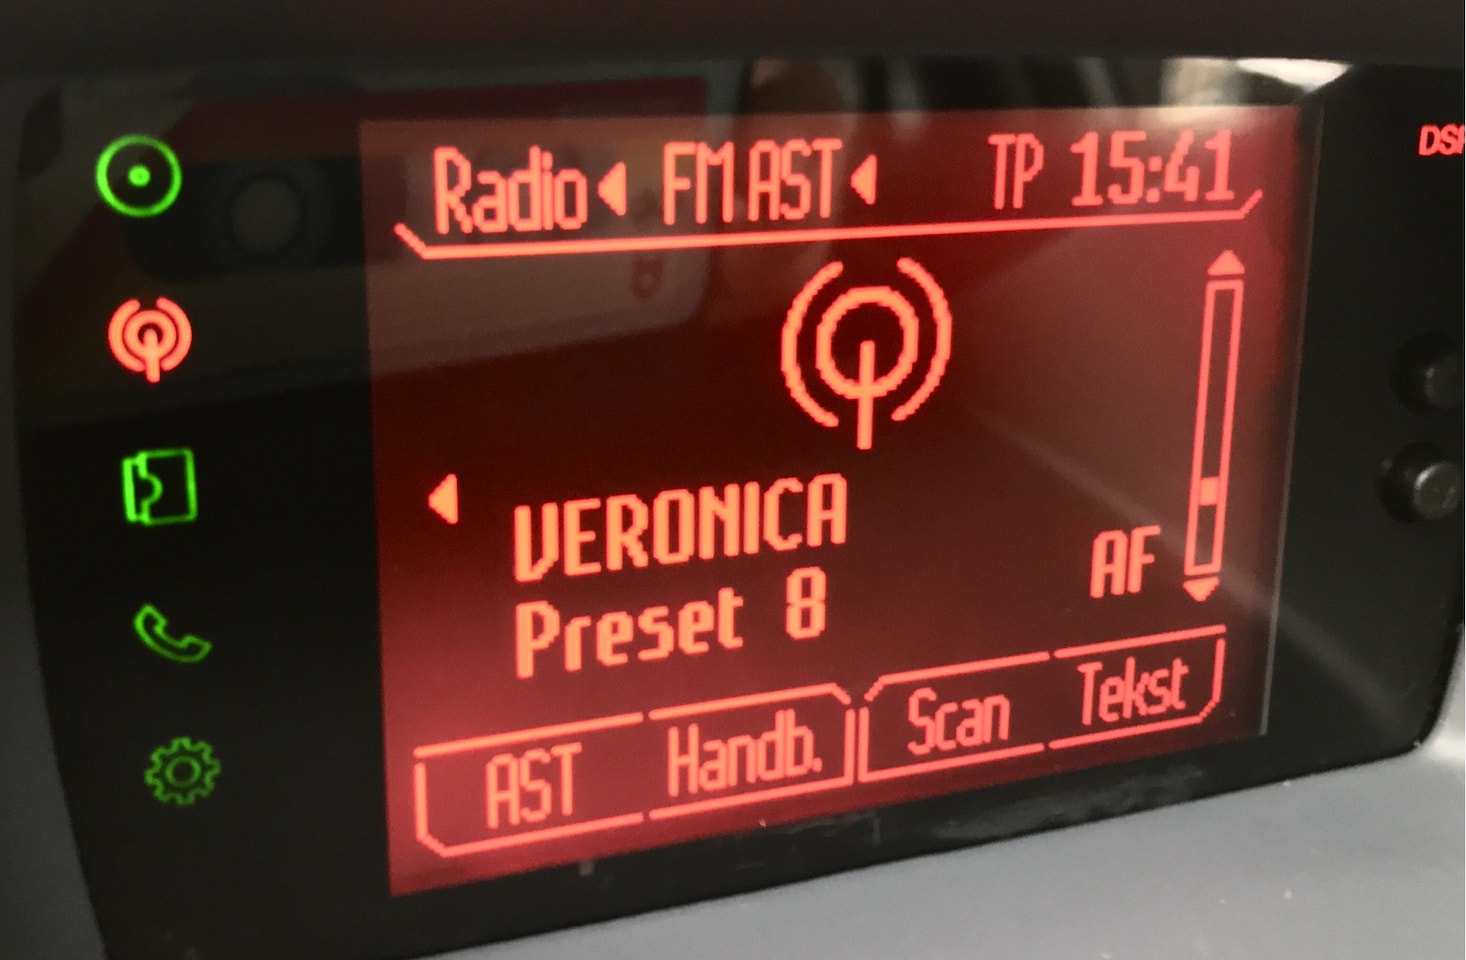 Radio FM AST TP 15:41
VERONICA
Preset 8
AF
AST Handb. Scan Tekst